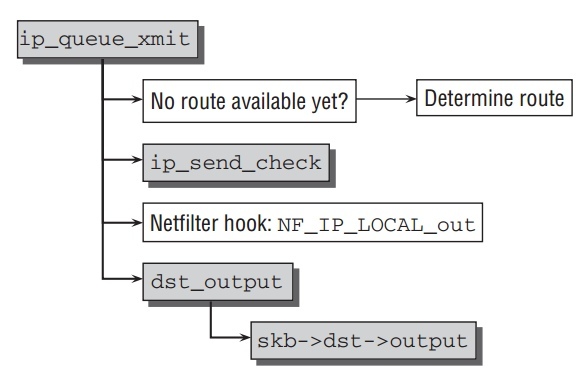 ip_queue_xmit
No route available yet?
Determine route
ip_send_check
Netfilter hook: NF_IP_LOCAL_out
dst_output
skb->dst->output